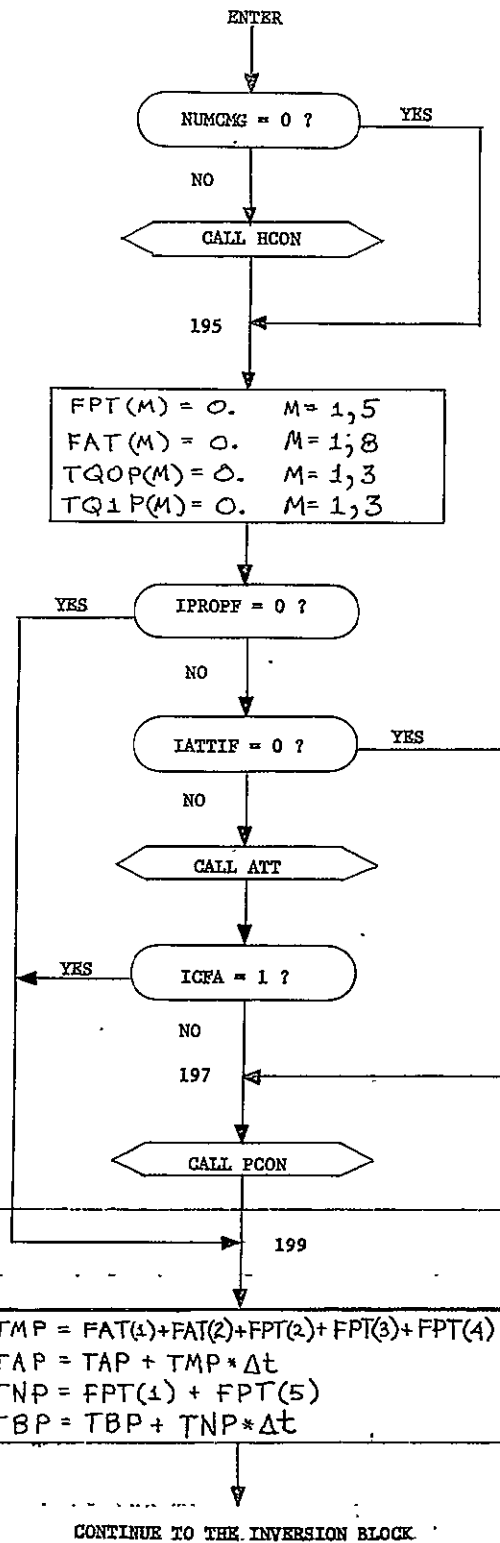 ENTER
NUMCMG = 0 ?
YES
NO
CALL HCON
195
FPT(M) = 0. M= 1,5
FAT(M) = 0. M= 1,8
TQ0P(M)= 0. M= 1,3
TQ1P(M)= 0. M= 1,3
YES
IPROPF = 0 ?
NO
IATTIF = 0 ?
YES
NO
CALL ATT
YES
ICFA = 1 ?
NO
197
CALL PCON
199
TMP = FAT(1)+FAT(2)+FPT(2)+FPT(3)+FPT(4)
TAP = TAP + TMP*Δt
TNP = FPT(1) + FPT(5)
TBP = TBP + TNP*Δt
CONTINUE TO THE INVERSION BLOCK